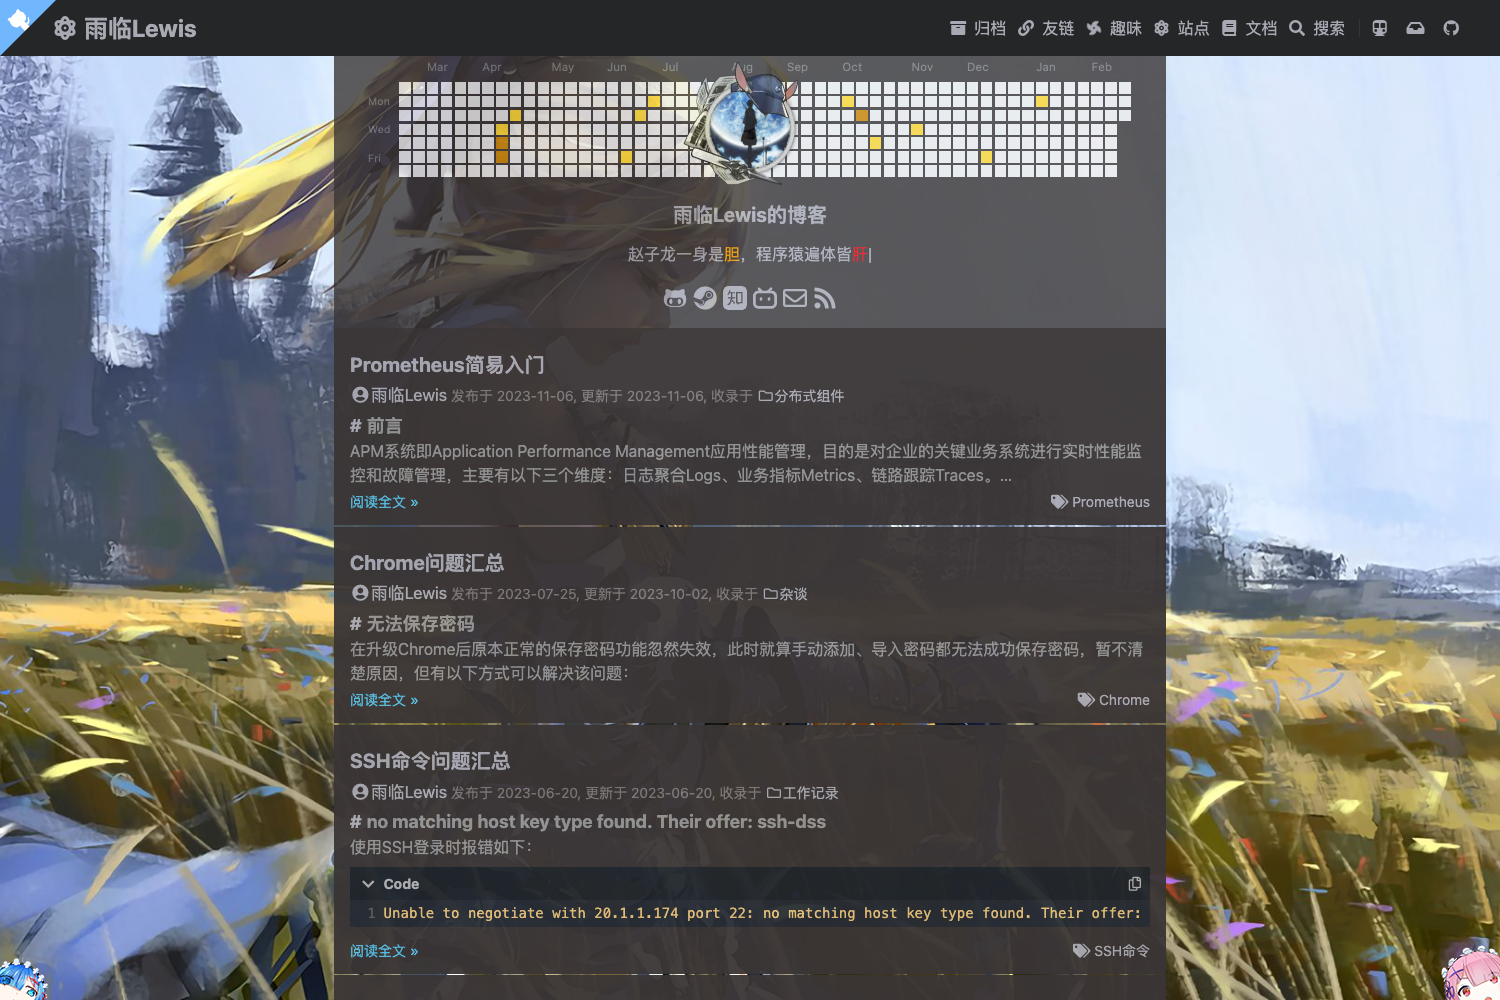 雨临Lewis 归档 友链 趣味 站点 文档 搜索
Mar Apr May Jun Jul Aug Sep Oct Nov Dec Jan Feb
Mon
Wed
Fri
雨临Lewis的博客
赵子龙一身是胆，程序猿遍体皆肝|
知
Prometheus简易入门
雨临Lewis 发布于 2023-11-06, 更新于 2023-11-06, 收录于 分布式组件
# 前言
APM系统即Application Performance Management应用性能管理，目的是对企业的关键业务系统进行实时性能监
控和故障管理，主要有以下三个维度：日志聚合Logs、业务指标Metrics、链路跟踪Traces。...
阅读全文 » Prometheus
Chrome问题汇总
雨临Lewis 发布于 2023-07-25, 更新于 2023-10-02, 收录于 杂谈
# 无法保存密码
在升级Chrome后原本正常的保存密码功能忽然失效，此时就算手动添加、导入密码都无法成功保存密码，暂不清
楚原因，但有以下方式可以解决该问题：
阅读全文 » Chrome
SSH命令问题汇总
雨临Lewis 发布于 2023-06-20, 更新于 2023-06-20, 收录于 工作记录
# no matching host key type found. Their offer: ssh-dss
使用SSH登录时报错如下：
Code
1 Unable to negotiate with 20.1.1.174 port 22: no matching host key type found. Their offer:
阅读全文 » SSH命令